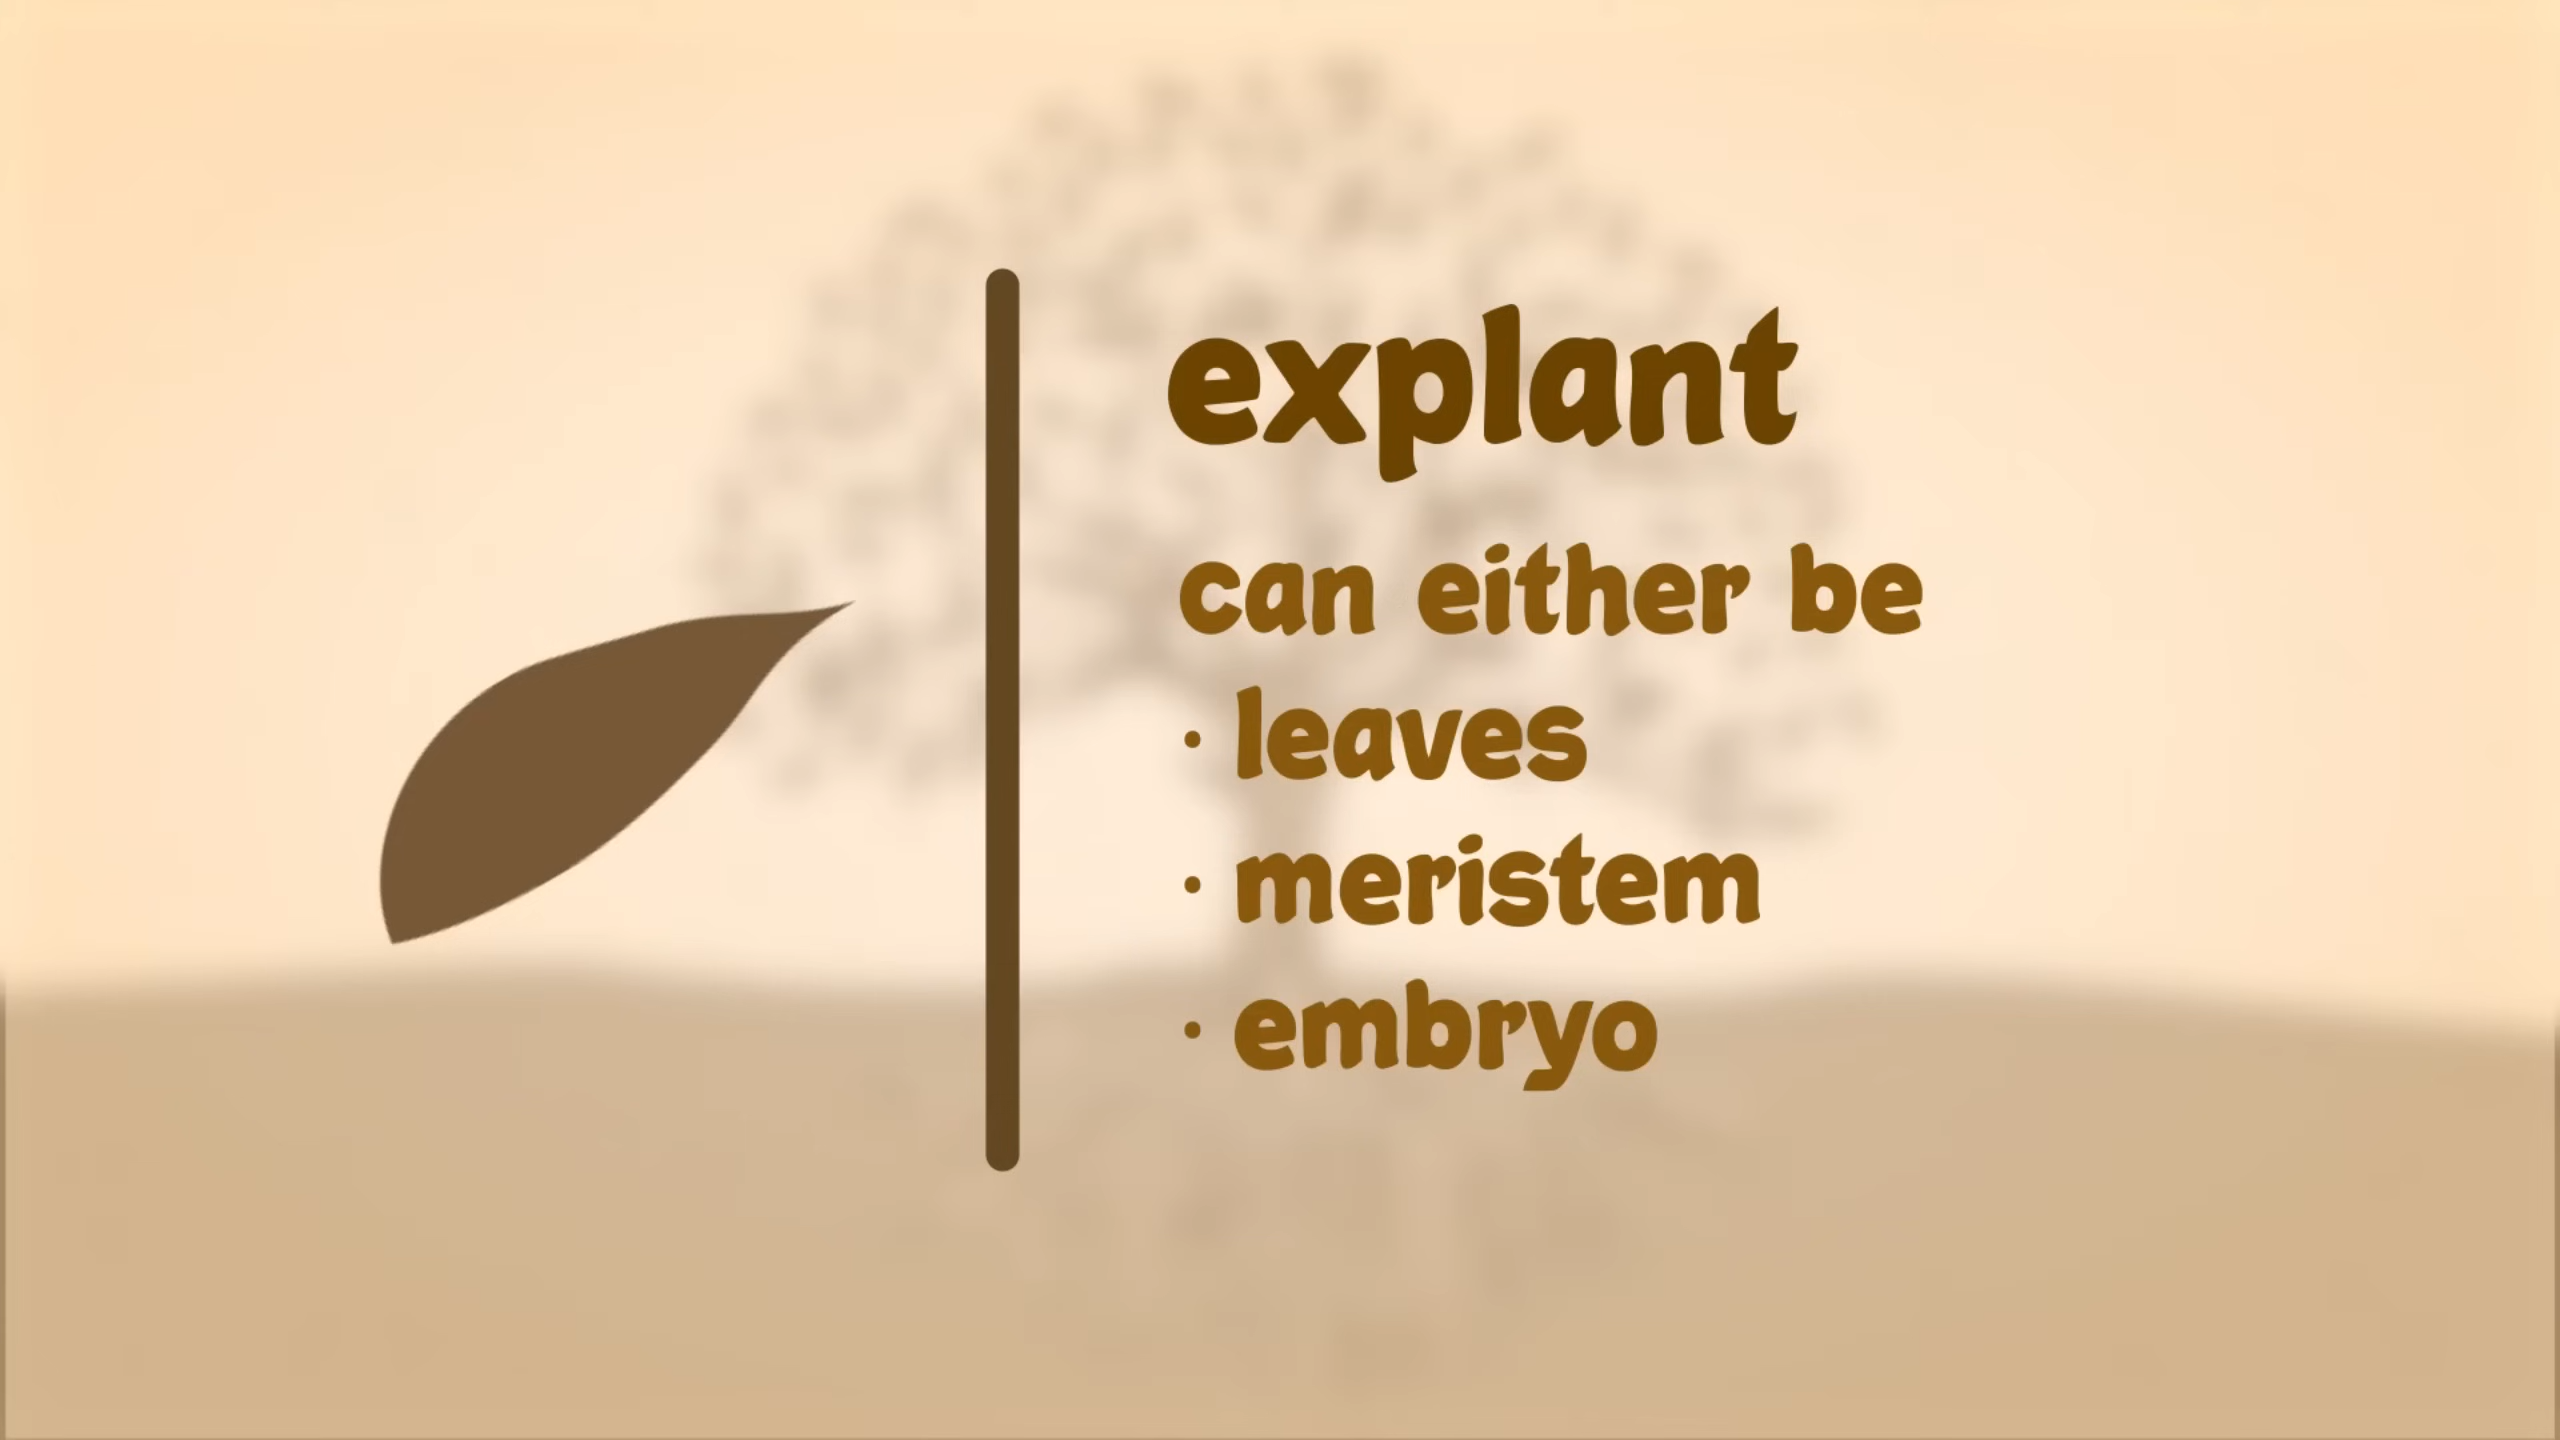 explant
can either be
· leaves
· meristem
· embryo